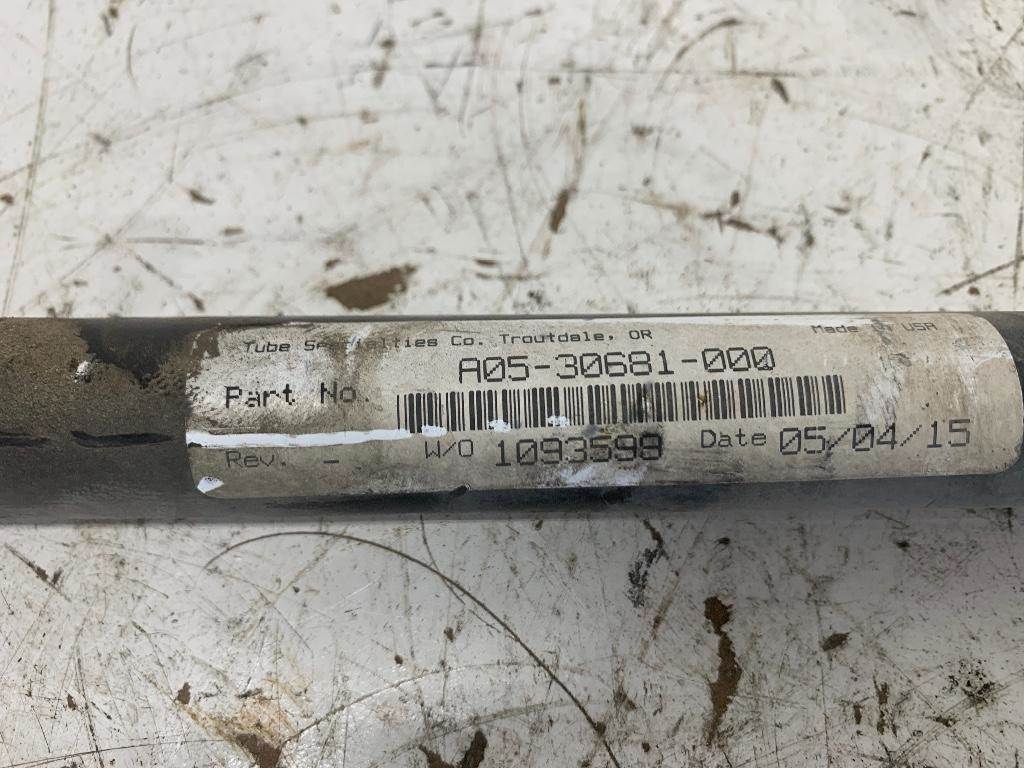 Tube Specialties Co. Troutdale, OR Made in USA
Part No. A05-30681-000
Rev. - W/O 1093598 Date 05/04/15